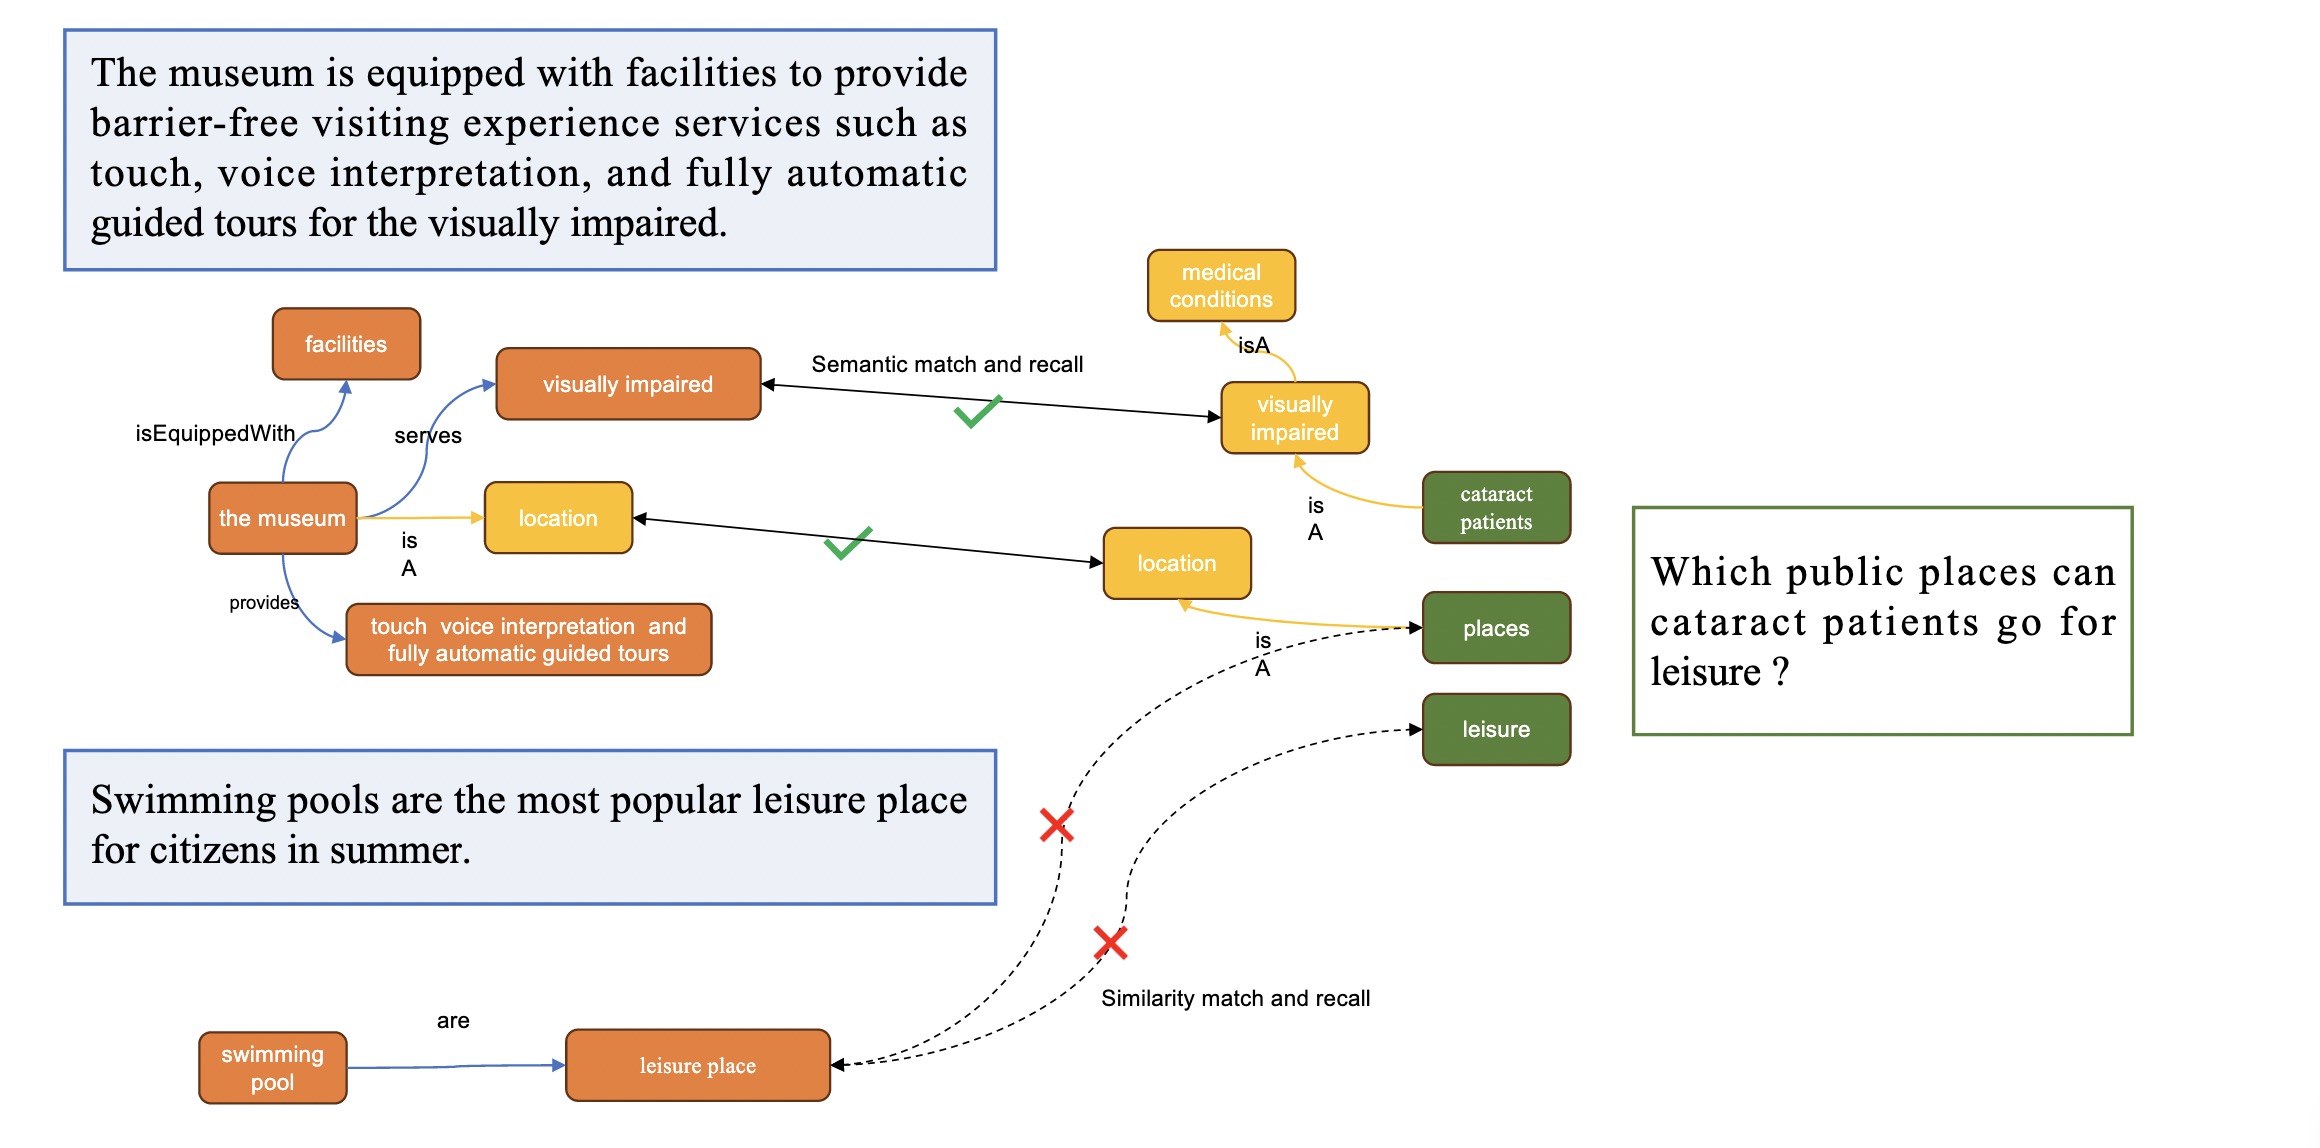 The museum is equipped with facilities to provide
barrier-free visiting experience services such as
touch, voice interpretation, and fully automatic
guided tours for the visually impaired.
medical
conditions
isA
facilities
visually impaired
Semantic match and recall
visually
impaired
isEquippedWith
serves
cataract
patients
is
A
the museum
location
is
A
location
Which public places can
cataract patients go for
leisure ?
provides
touch  voice interpretation  and
fully automatic guided tours
places
is
A
leisure
Swimming pools are the most popular leisure place
for citizens in summer.
Similarity match and recall
are
swimming
pool
leisure place